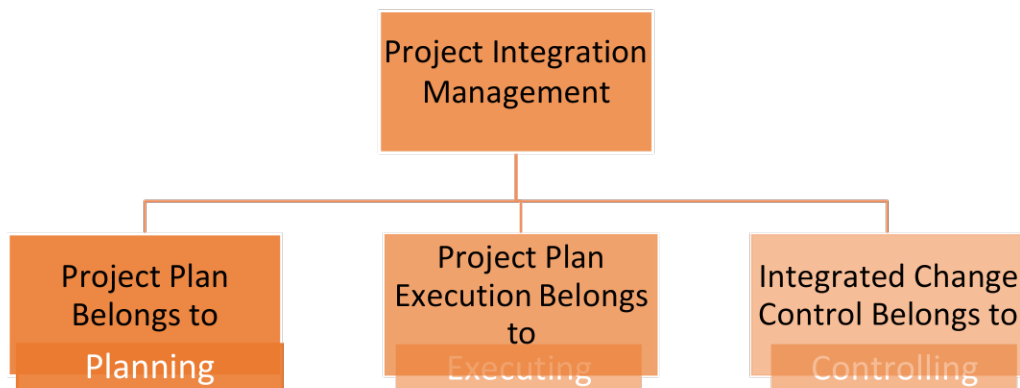 Project Integration
Management
Project Plan
Belongs to
Planning
Project Plan
Execution Belongs
to
Executing
Integrated Change
Control Belongs to
Controlling